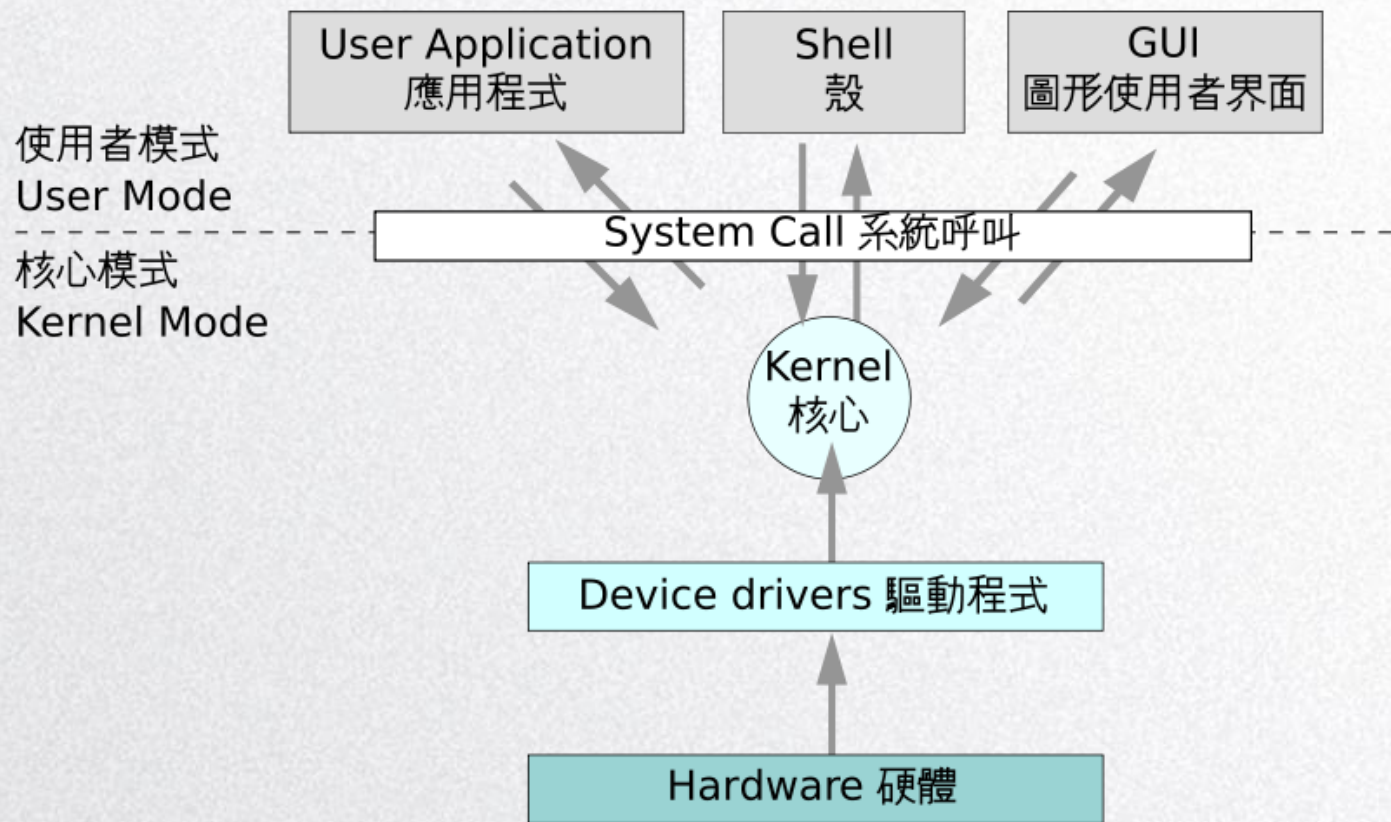 User Application
應用程式
Shell
殼
GUI
圖形使用者界面
使用者模式
User Mode
System Call 系統呼叫
核心模式
Kernel Mode
Kernel
核心
Device drivers 驅動程式
Hardware 硬體